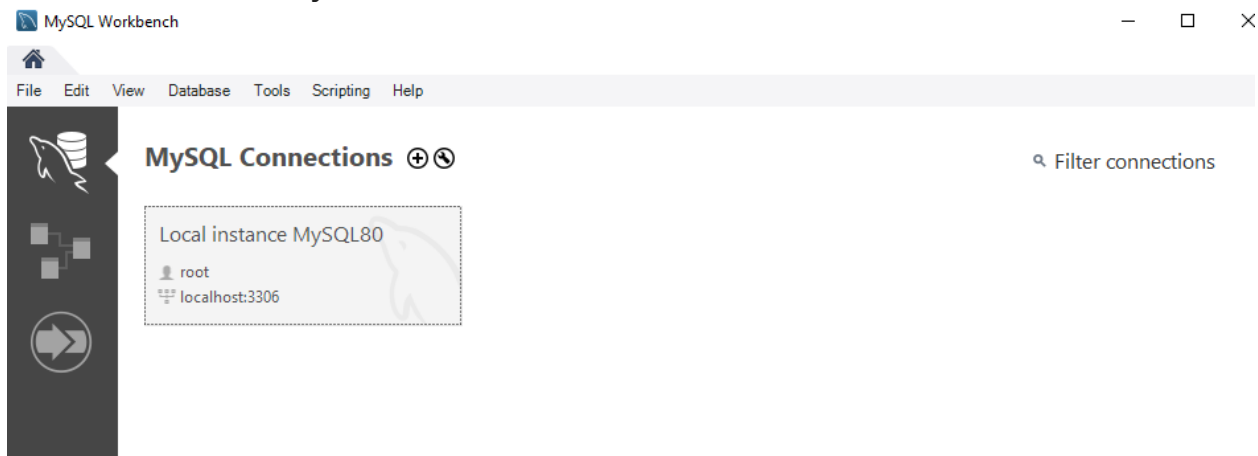 MySQL Workbench
File Edit View Database Tools Scripting Help
MySQL Connections
Filter connections
Local instance MySQL80
root
localhost:3306